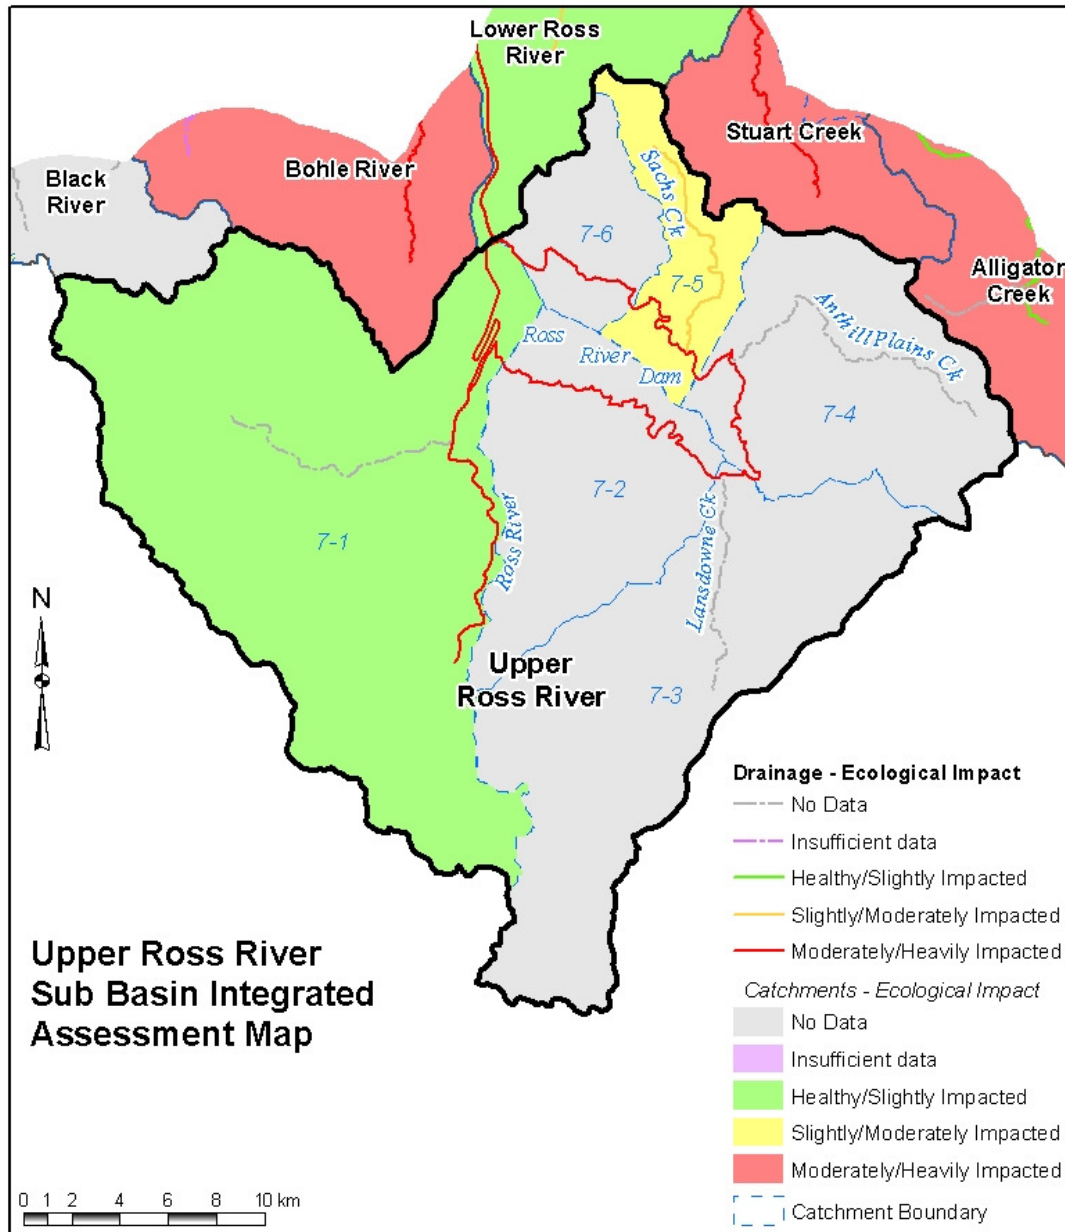 Lower Ross
River
Stuart Creek
Bohle River
Black
River
Sachs Ck
7-6
7-5
Alligator
Creek
Anthill Plains Ck
Ross
River
Dam
7-4
7-2
7-1
Ross River
Lansdowne Ck
N
Upper
Ross River
7-3
Upper Ross River
Sub Basin Integrated
Assessment Map
0 1 2 4 6 8 10 km
Drainage - Ecological Impact
No Data
Insufficient data
Healthy/Slightly Impacted
Slightly/Moderately Impacted
Moderately/Heavily Impacted
Catchments - Ecological Impact
No Data
Insufficient data
Healthy/Slightly Impacted
Slightly/Moderately Impacted
Moderately/Heavily Impacted
Catchment Boundary